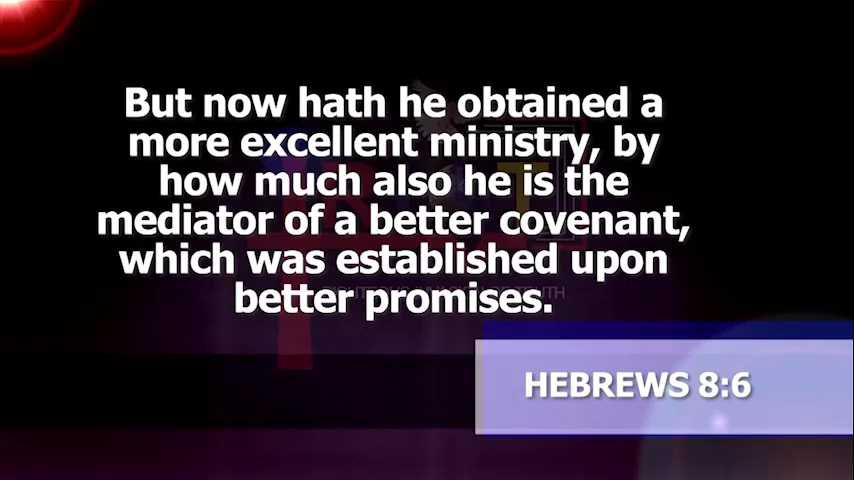 But now hath he obtained a
more excellent ministry, by
how much also he is the
mediator of a better covenant,
which was established upon
better promises.
HEBREWS 8:6